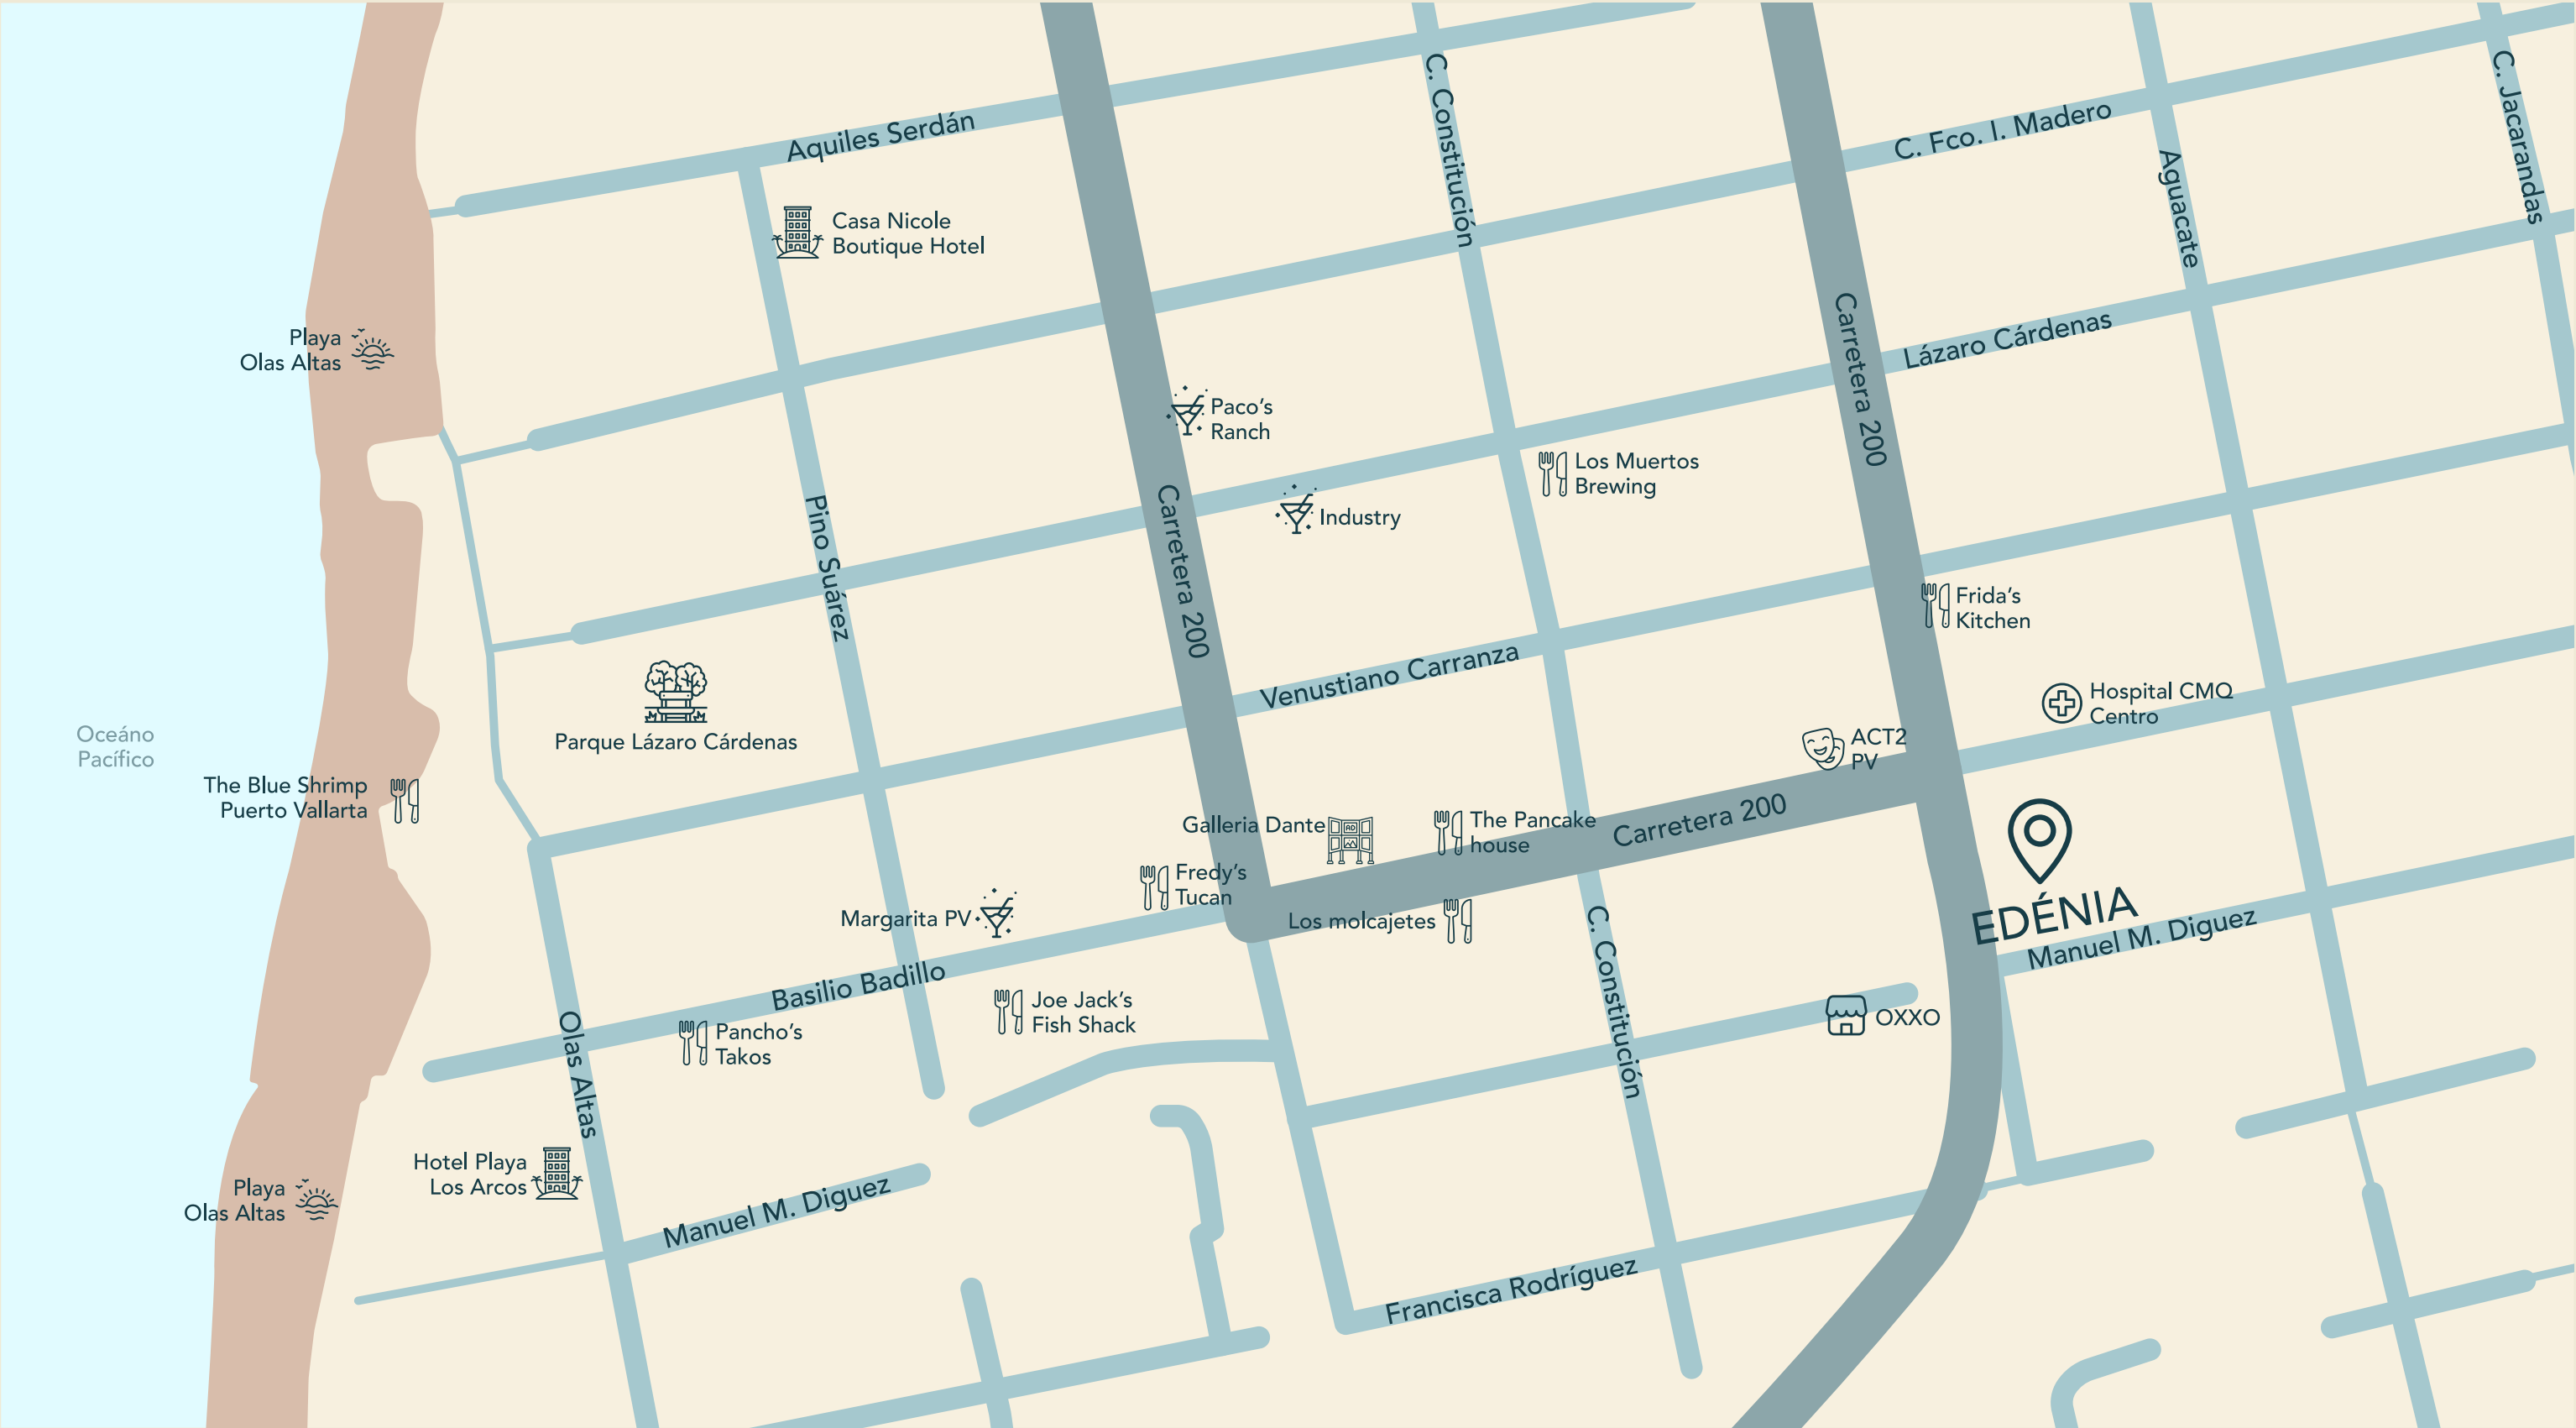 Aquiles Serdán
C. Constitución
C. Fco. I. Madero
C. Jacarandas
Aguacate
Casa Nicole
Boutique Hotel
Playa
Olas Altas
Carretera 200
Lázaro Cárdenas
Paco's
Ranch
Los Muertos
Brewing
Industry
Pino Suárez
Carretera 200
Frida's
Kitchen
Venustiano Carranza
Hospital CMQ
Centro
Parque Lázaro Cárdenas
Oceáno
Pacífico
ACT2
PV
The Blue Shrimp
Puerto Vallarta
Galleria Dante
AD
The Pancake
house
Carretera 200
Fredy's
Tucan
Margarita PV
Los molcajetes
EDÉNIA
Manuel M. Diguez
Basilio Badillo
C. Constitución
Joe Jack's
Fish Shack
OXXO
Pancho's
Takos
Olas Altas
Hotel Playa
Los Arcos
Playa
Olas Altas
Manuel M. Diguez
Francisca Rodríguez